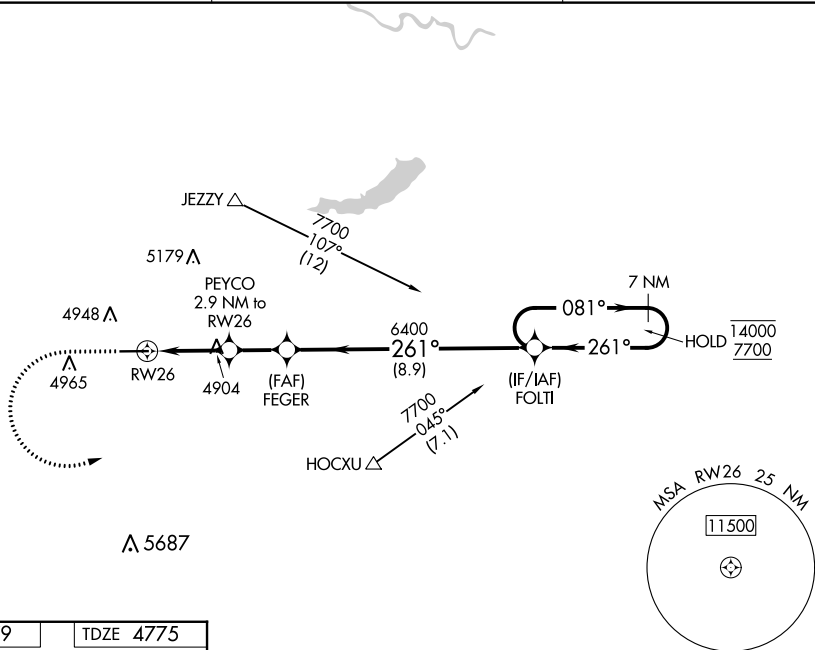 JEZZY
7700
107°
(12)
5179
PEYCO
2.9 NM to
RW26
7 NM
081°
4948
6400
261°
(8.9)
261°
HOLD
14000
7700
4965
RW26
4904
(FAF)
FEGER
(IF/IAF)
FOLTI
7700
045°
(7.1)
HOCXU
MSA RW26 25 NM
11500
5687
9
TDZE 4775